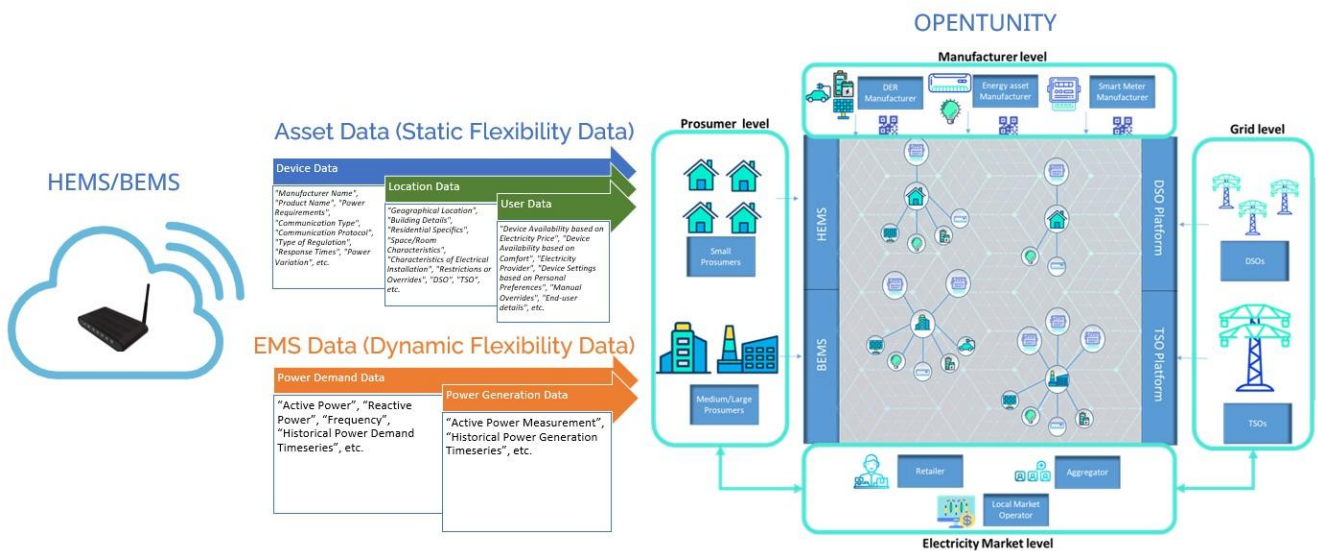 OPENTUNITY
Manufacturer level
DER
Manufacturer
Energy asset
Manufacturer
Smart Meter
Manufacturer
HEMS/BEMS
Asset Data (Static Flexibility Data)
Device Data
"Manufacturer Name",
"Product Name", "Power
Requirements",
"Communication Type",
"Communication Protocol",
"Type of Regulation",
"Response Times", "Power
Variation", etc.
Location Data
"Geographical Location",
"Building Details",
"Residential Specifics",
"Space/Room
Characteristics",
"Characteristics of Electrical
Installation", "Restrictions or
Overrides", "DSO", "TSO",
etc.
User Data
"Device Availability based on
Electricity Price", "Device
Availability based on
Comfort", "Electricity
Provider", "Device Settings
based on Personal
Preferences", "Manual
Overrides", "End-user
details", etc.
EMS Data (Dynamic Flexibility Data)
Power Demand Data
“Active Power”, “Reactive
Power”, “Frequency”,
“Historical Power Demand
Timeseries”, etc.
Power Generation Data
“Active Power Measurement”,
“Historical Power Generation
Timeseries”, etc.
Prosumer level
Small
Prosumers
Medium/Large
Prosumers
HEMS
BEMS
DSO Platform
TSO Platform
Grid level
DSOs
TSOs
Retailer
Aggregator
Local Market
Operator
Electricity Market level